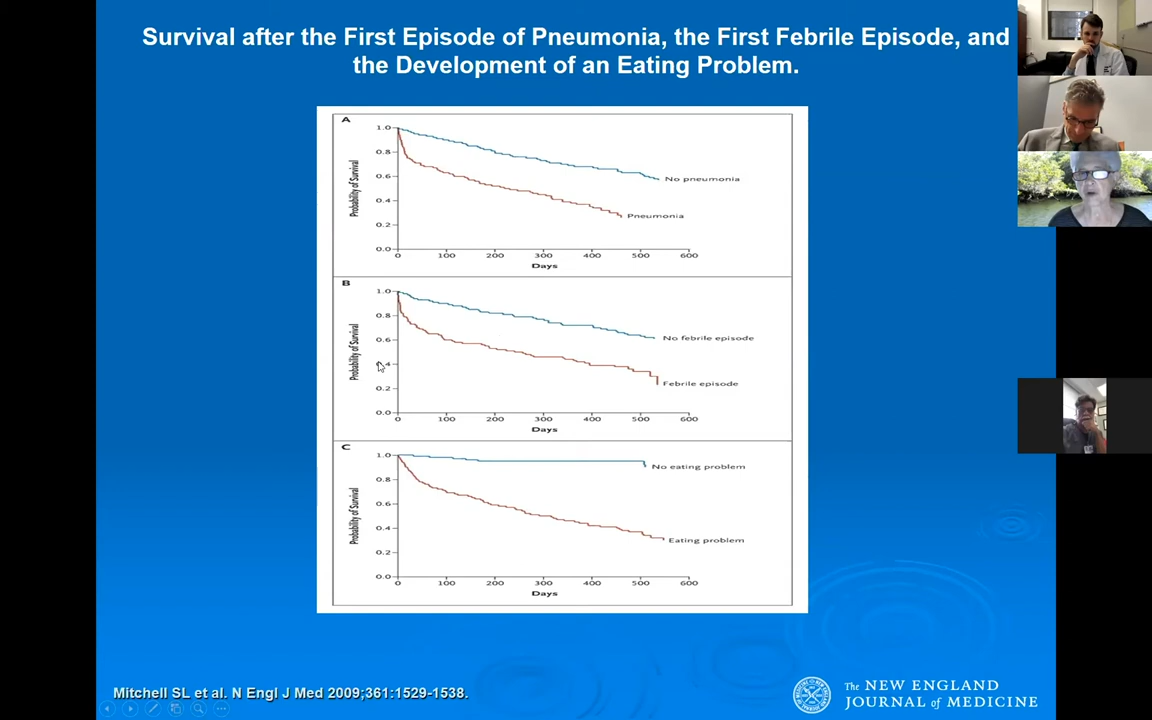 Survival after the First Episode of Pneumonia, the First Febrile Episode, and
the Development of an Eating Problem.
A
Probability of Survival
1.0
0.8
0.6
0.4
0.2
0.0
No pneumonia
Pneumonia
0 100 200 300 400 500 600
Days
B
Probability of Survival
1.0
0.8
0.6
.4
0.2
0.0
No febrile episode
Febrile episode
0 100 200 300 400 500 600
Days
C
Probability of Survival
1.0
0.8
0.6
0.4
0.2
0.0
No eating problem
Eating problem
0 100 200 300 400 500 600
Days
Mitchell SL et al. N Engl J Med 2009;361:1529-1538.
The NEW ENGLAND
JOURNAL of MEDICINE